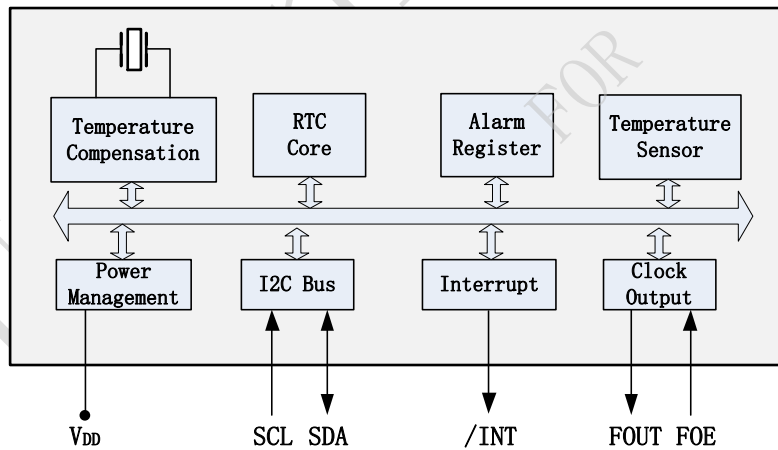 Temperature
Compensation
RTC
Core
Alarm
Register
Temperature
Sensor
Power
Management
I2C Bus
Interrupt
Clock
Output
VDD
SCL SDA
/INT
FOUT FOE
FOR